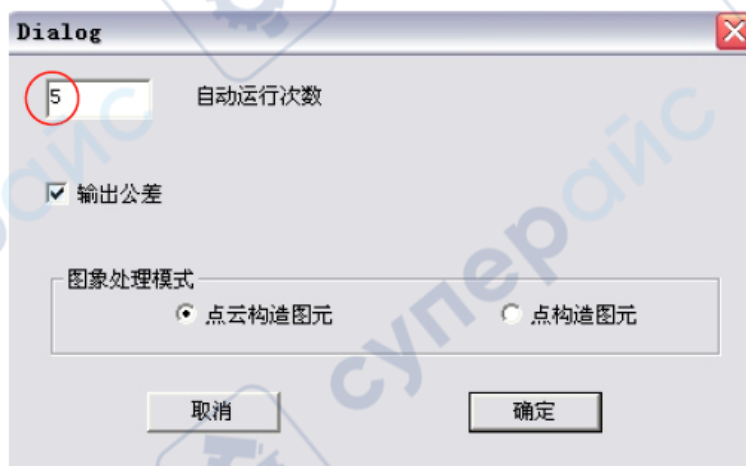 Dialog
5 自动运行次数
输出公差
图象处理模式
点云构造图元 点构造图元
取消 确定
суперайс